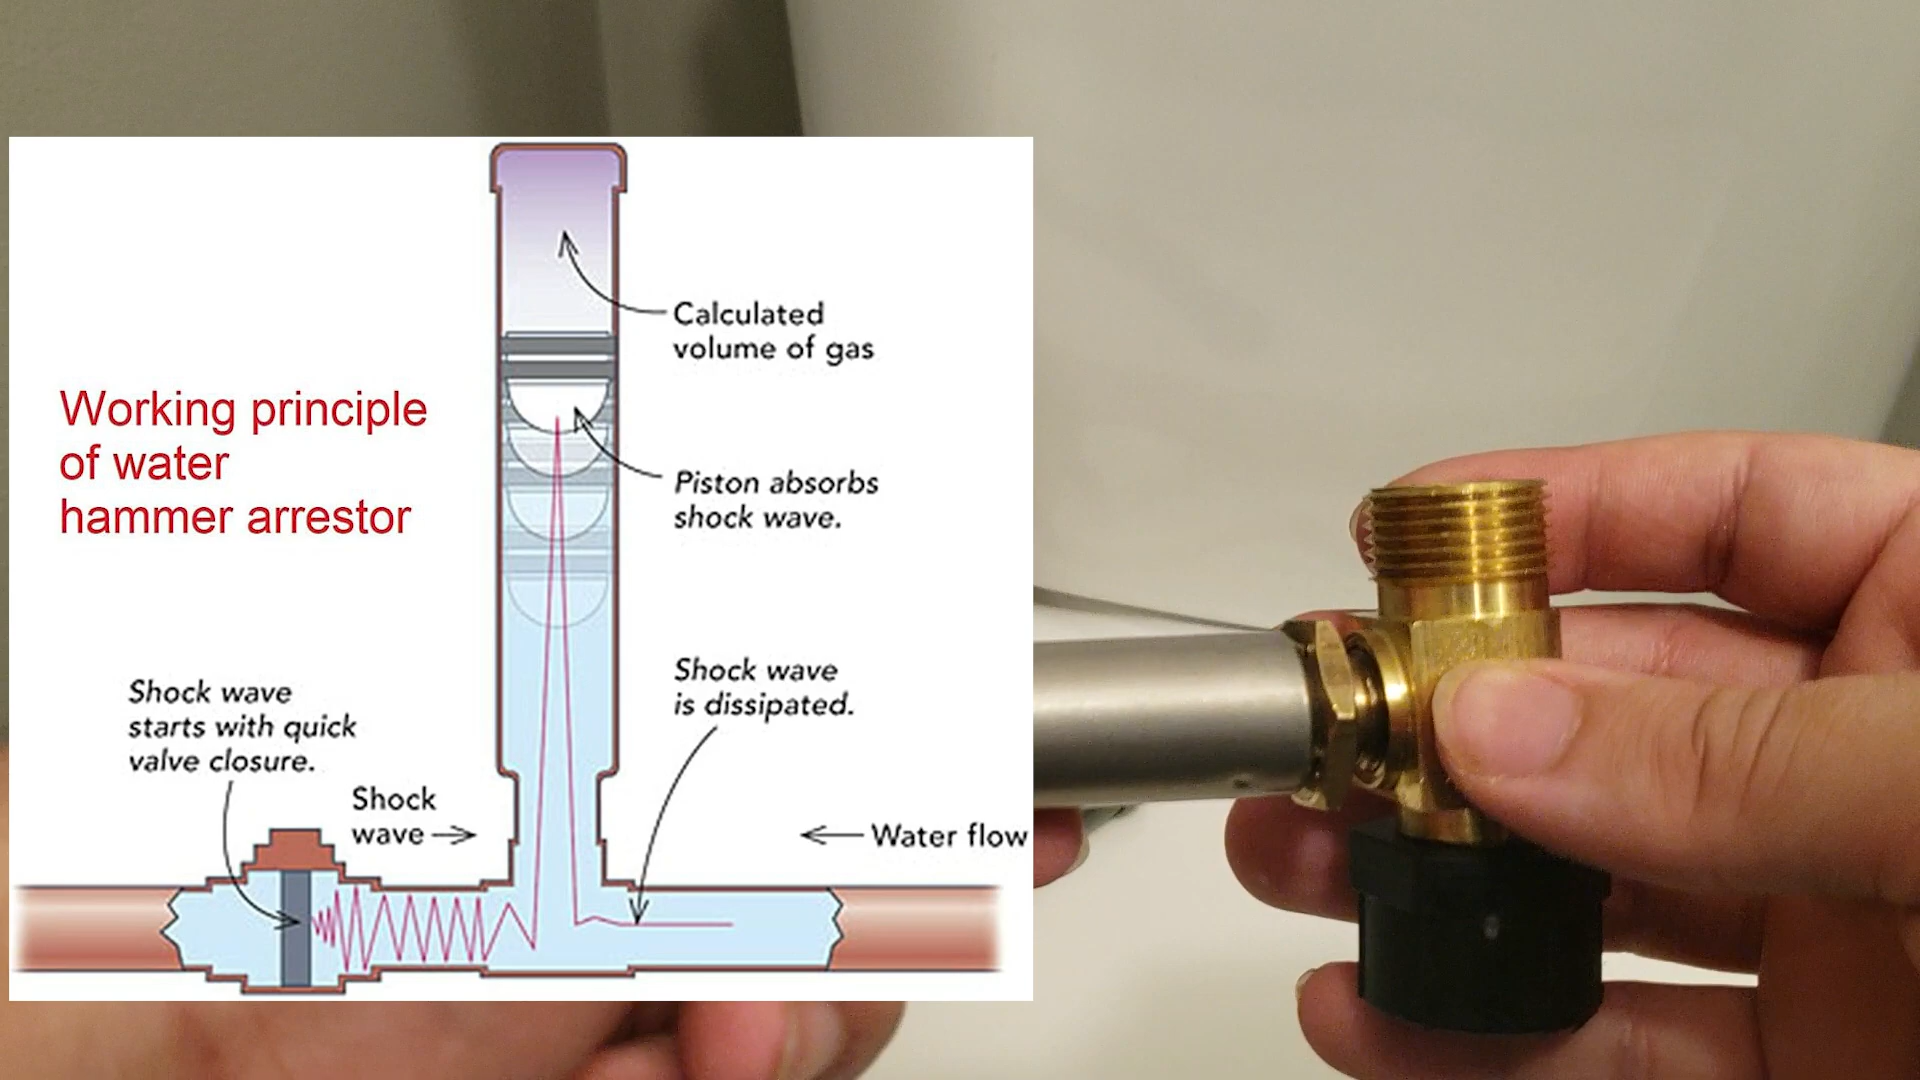 Calculated
volume of gas
Working principle
of water
hammer arrestor
Piston absorbs
shock wave.
Shock wave
is dissipated.
Shock wave
starts with quick
valve closure.
Shock
wave
Water flow